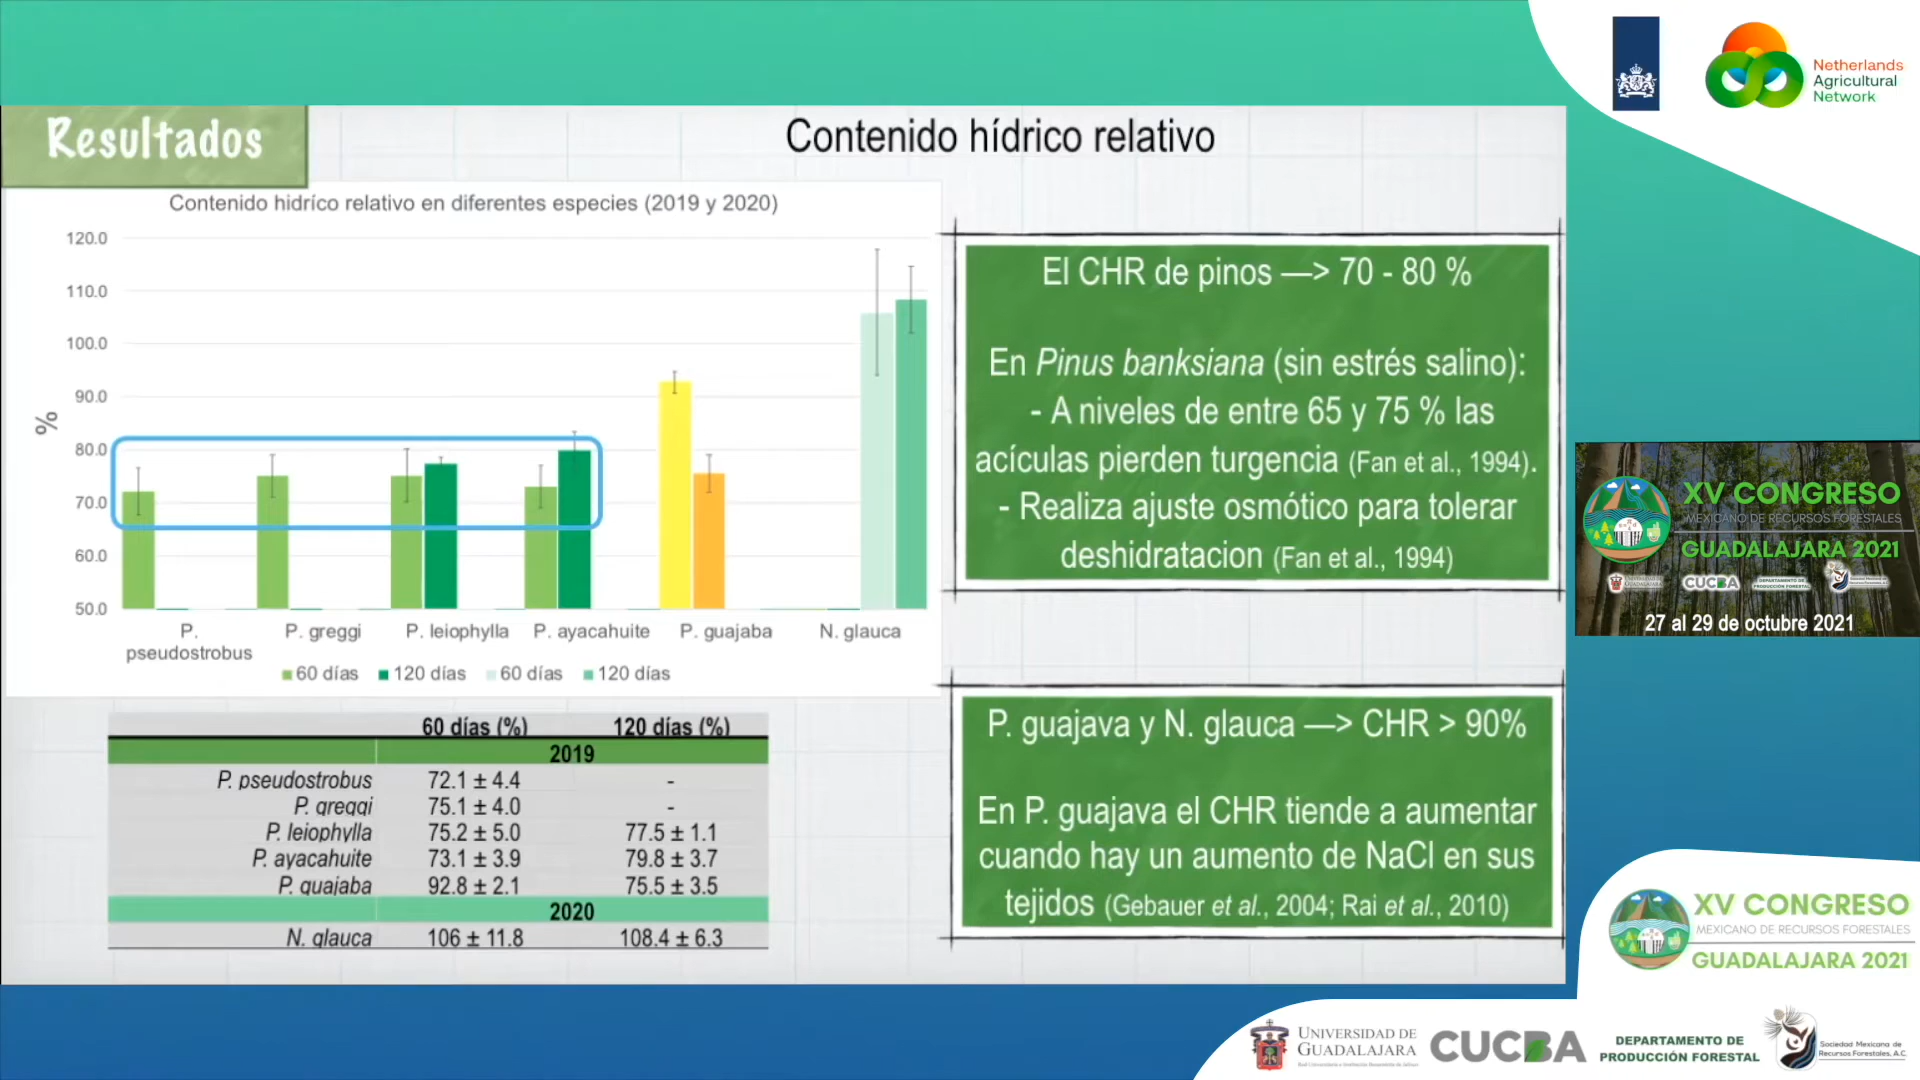 Netherlands
Agricultural
Network
Resultados
Contenido hídrico relativo
Contenido hidríco relativo en diferentes especies (2019 y 2020)
120.0
110.0
100.0
90.0
80.0
70.0
60.0
50.0
%
P. pseudostrobus
P. greggi
P. leiophylla
P. ayacahuite
P. guajaba
N. glauca
60 días 120 días 60 días 120 días
60 días (%) 120 días (%)
2019
P. pseudostrobus 72.1 ± 4.4 -
P. greggi 75.1 ± 4.0 -
P. leiophylla 75.2 ± 5.0 77.5 ± 1.1
P. ayacahuite 73.1 ± 3.9 79.8 ± 3.7
P. guajaba 92.8 ± 2.1 75.5 ± 3.5
2020
N. glauca 106 ± 11.8 108.4 ± 6.3
El CHR de pinos —> 70 - 80 %
En Pinus banksiana (sin estrés salino):
- A niveles de entre 65 y 75 % las
acículas pierden turgencia (Fan et al., 1994).
- Realiza ajuste osmótico para tolerar
deshidratacion (Fan et al., 1994)
P. guajava y N. glauca —> CHR > 90%
En P. guajava el CHR tiende a aumentar
cuando hay un aumento de NaCl en sus
tejidos (Gebauer et al., 2004; Rai et al., 2010)
XV CONGRESO
MEXICANO DE RECURSOS FORESTALES
GUADALAJARA 2021
CUCBA
27 al 29 de octubre 2021
XV CONGRESO
MEXICANO DE RECURSOS FORESTALES
GUADALAJARA 2021
UNIVERSIDAD DE
GUADALAJARA
CUCBA
DEPARTAMENTO DE
PRODUCCIÓN FORESTAL
Sociedad Mexicana de
Recursos Forestales, A.C.